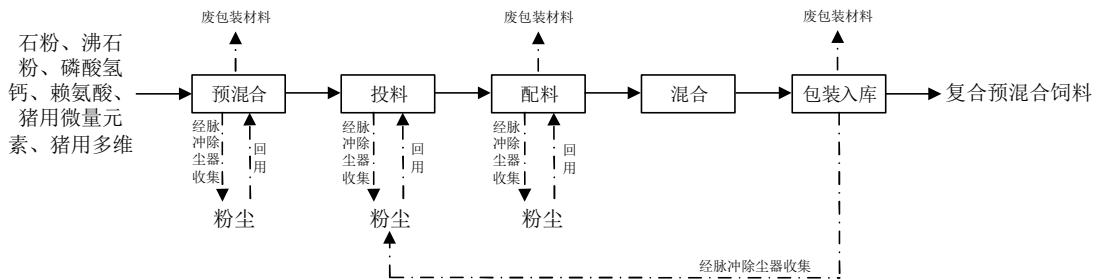 废包装材料
废包装材料
废包装材料
石粉、沸石
粉、磷酸氢
钙、赖氨酸、
猪用微量元
素、猪用多维
预混合
投料
配料
混合
包装入库
复合预混合饲料
经脉
冲除
尘器
收集
回
用
经脉
冲除
尘器
收集
回
用
经脉
冲除
尘器
收集
回
用
粉尘
粉尘
粉尘
经脉冲除尘器收集